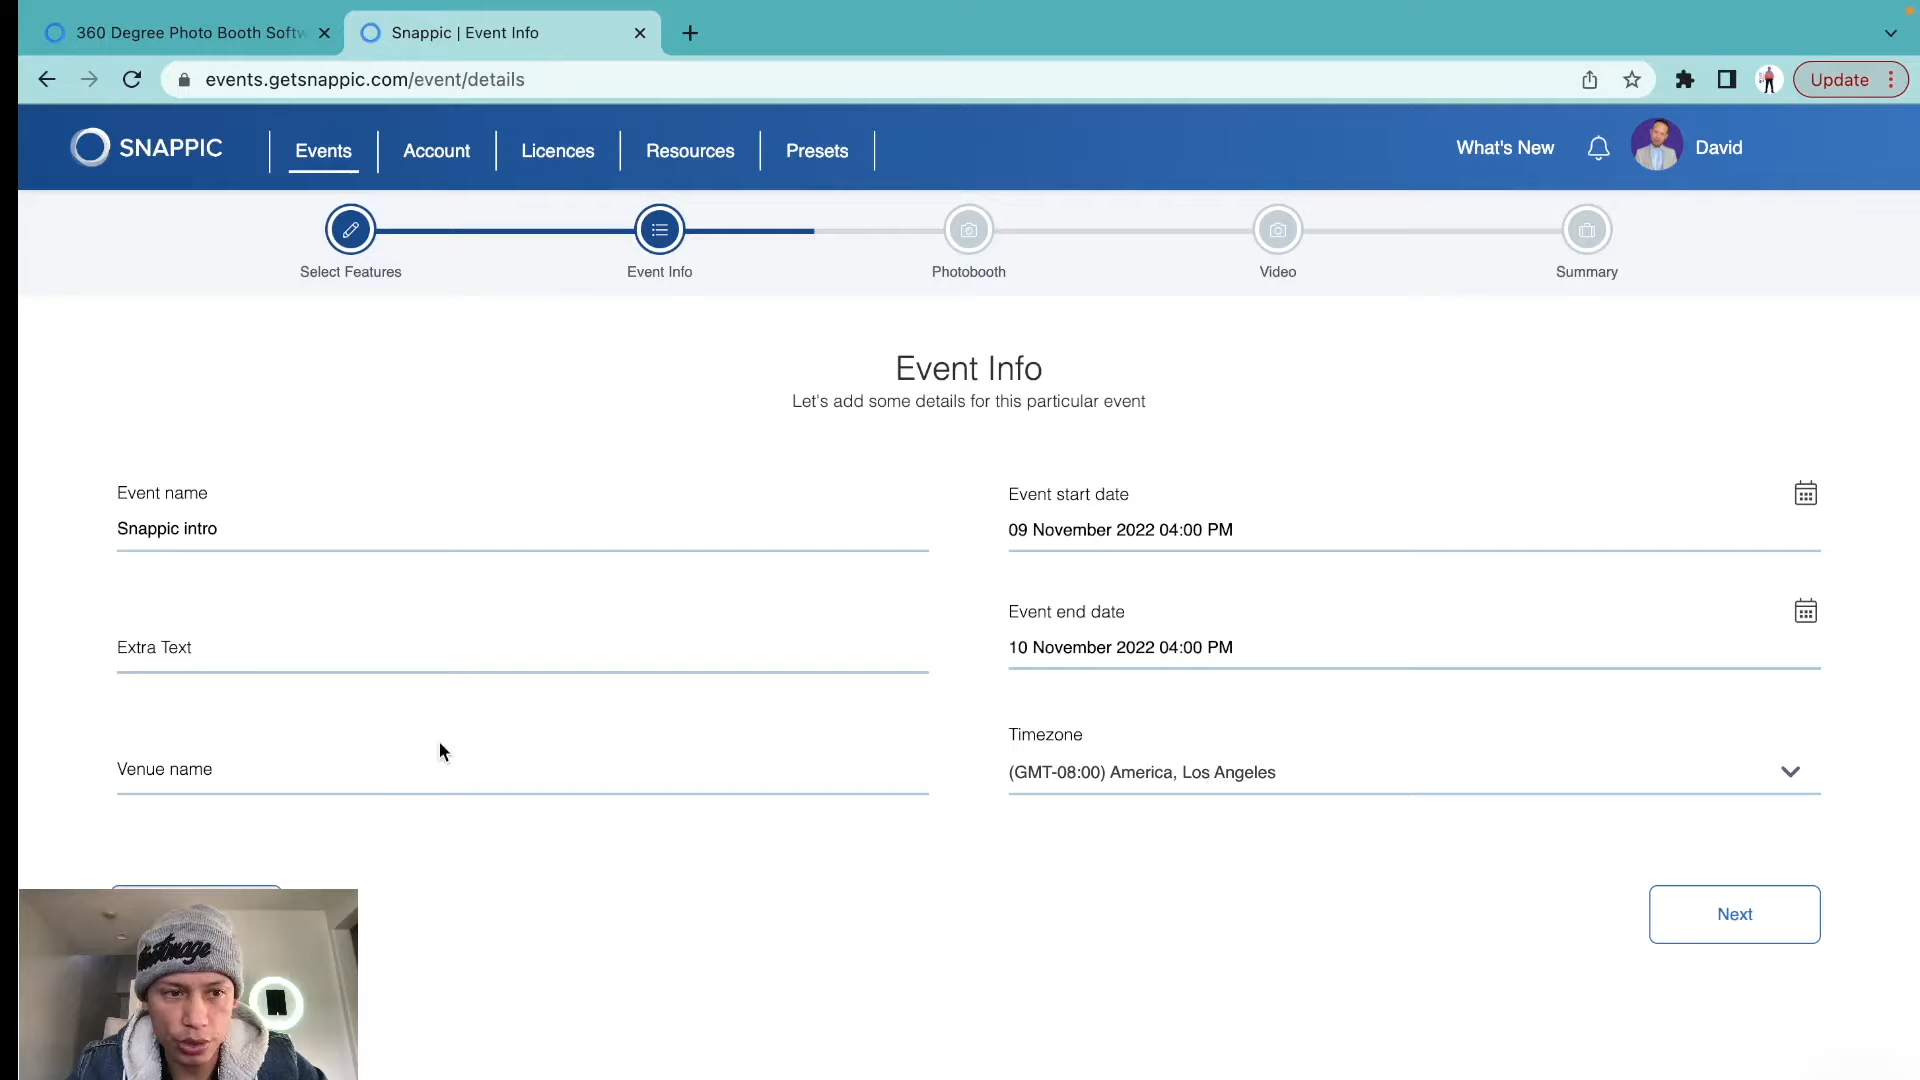 360 Degree Photo Booth Softw
Snappic | Event Info
events.getsnappic.com/event/details
Update
SNAPPIC
Events
Account
Licences
Resources
Presets
What's New
David
Select Features
Event Info
Photobooth
Video
Summary
Event Info
Let's add some details for this particular event
Event name
Snappic intro
Event start date
09 November 2022 04:00 PM
Extra Text
Event end date
10 November 2022 04:00 PM
Venue name
Timezone
(GMT-08:00) America, Los Angeles
Next